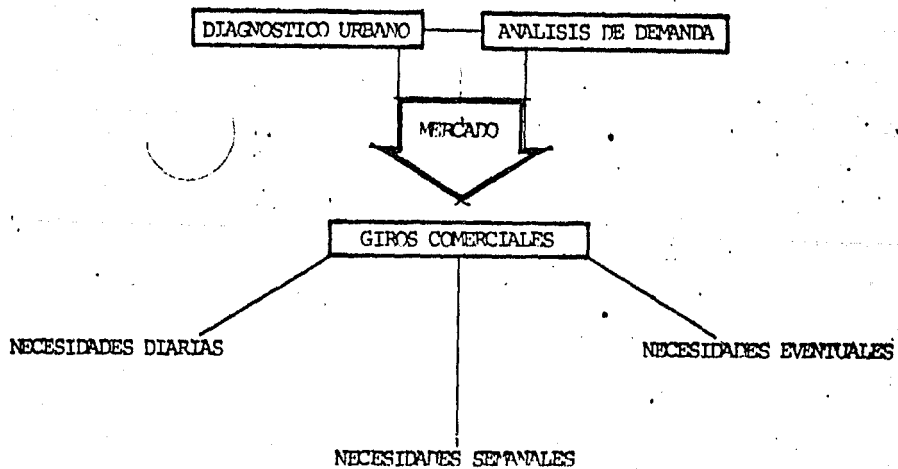 DIAGNOSTICO URBANO
ANALISIS DE DEMANDA
MERCADO
GIROS COMERCIALES
NECESIDADES DIARIAS
NECESIDADES EVENTUALES
NECESIDADES SEMANALES